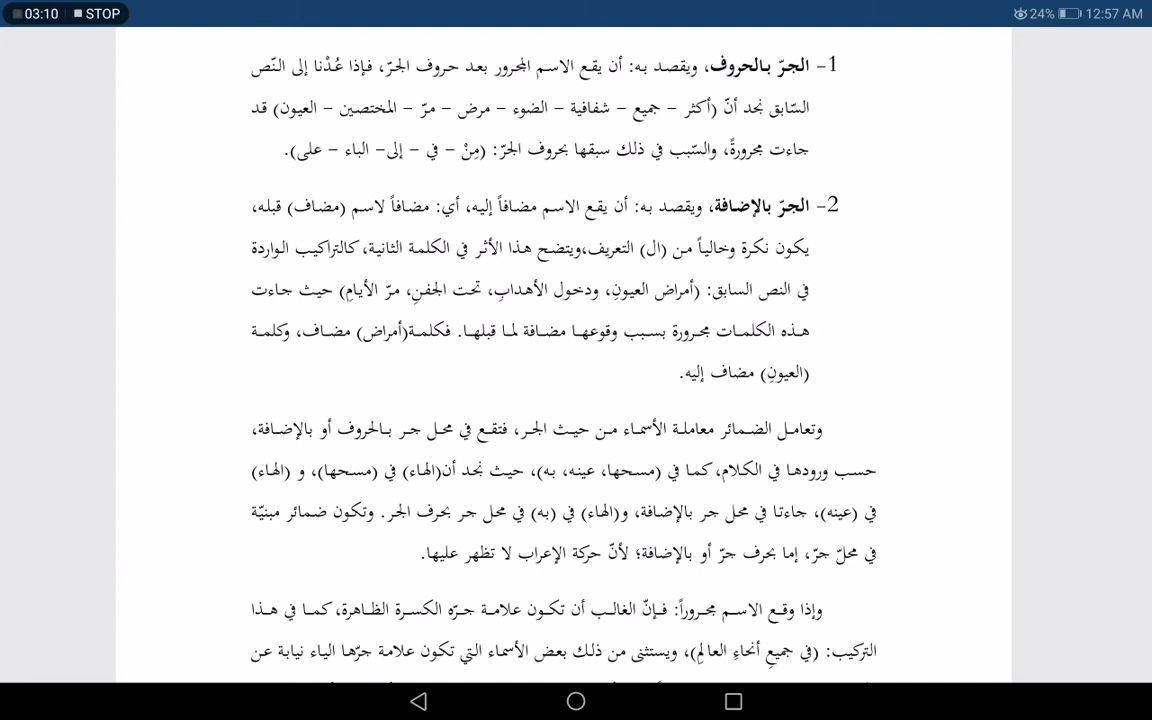 03:10 STOP 24% 12:57 AM
1- الجرّ بالحروف، ويقصد به: أن يقع الاسم المجرور بعد حروف الجرّ، فإذا عُدْنا إلى النّص
السّابق نجد أنّ (أكثر – جميع – شفافية – الضوء – مرض – مرّ – المختصين – العيون) قد
جاءت مجرورةً، والسّبب في ذلك سبقها بحروف الجرّ: (مِنْ – في – إلى- الباء – على).
2- الجرّ بالإضافة، ويقصد به: أن يقع الاسم مضافاً إليه، أي: مضافاً لاسم (مضاف) قبله،
يكون نكرة وخالياً من (ال) التعريف،ويتضح هذا الأثر في الكلمة الثانية،كالتراكيب الواردة
في النص السابق: (أمراض العيونِ، ودخول الأهدابِ، تحت الجفنِ، مرّ الأيامِ) حيث جاءت
هذه الكلمات مجرورة بسبب وقوعها مضافة لما قبلها. فكلمة(أمراض) مضاف، وكلمة
(العيونِ) مضاف إليه.
وتعامل الضمائر معاملة الأسماء من حيث الجر، فتقع في محل جر بالحروف أو بالإضافة،
حسب ورودها في الكلام،كما في (مسحها، عينه، به)، حيث نجد أن(الهاء) في (مسحها)، و (الهاء)
في (عينه)، جاءتا في محل جر بالإضافة، و(الهاء) في (به) في محل جر بحرف الجر. وتكون ضمائر مبنيّة
في محلّ جرّ، إما بحرف جرّ أو بالإضافة؛ لأنّ حركة الإعراب لا تظهر عليها.
وإذا وقع الاسم مجروراً: فإنّ الغالب أن تكون علامة جرّه الكسرة الظاهرة،كما في هذا
التركيب: (في جميعِ أنحاءِ العالمِ)، ويستثنى من ذلك بعض الأسماء التي تكون علامة جرّها الياء نيابة عن